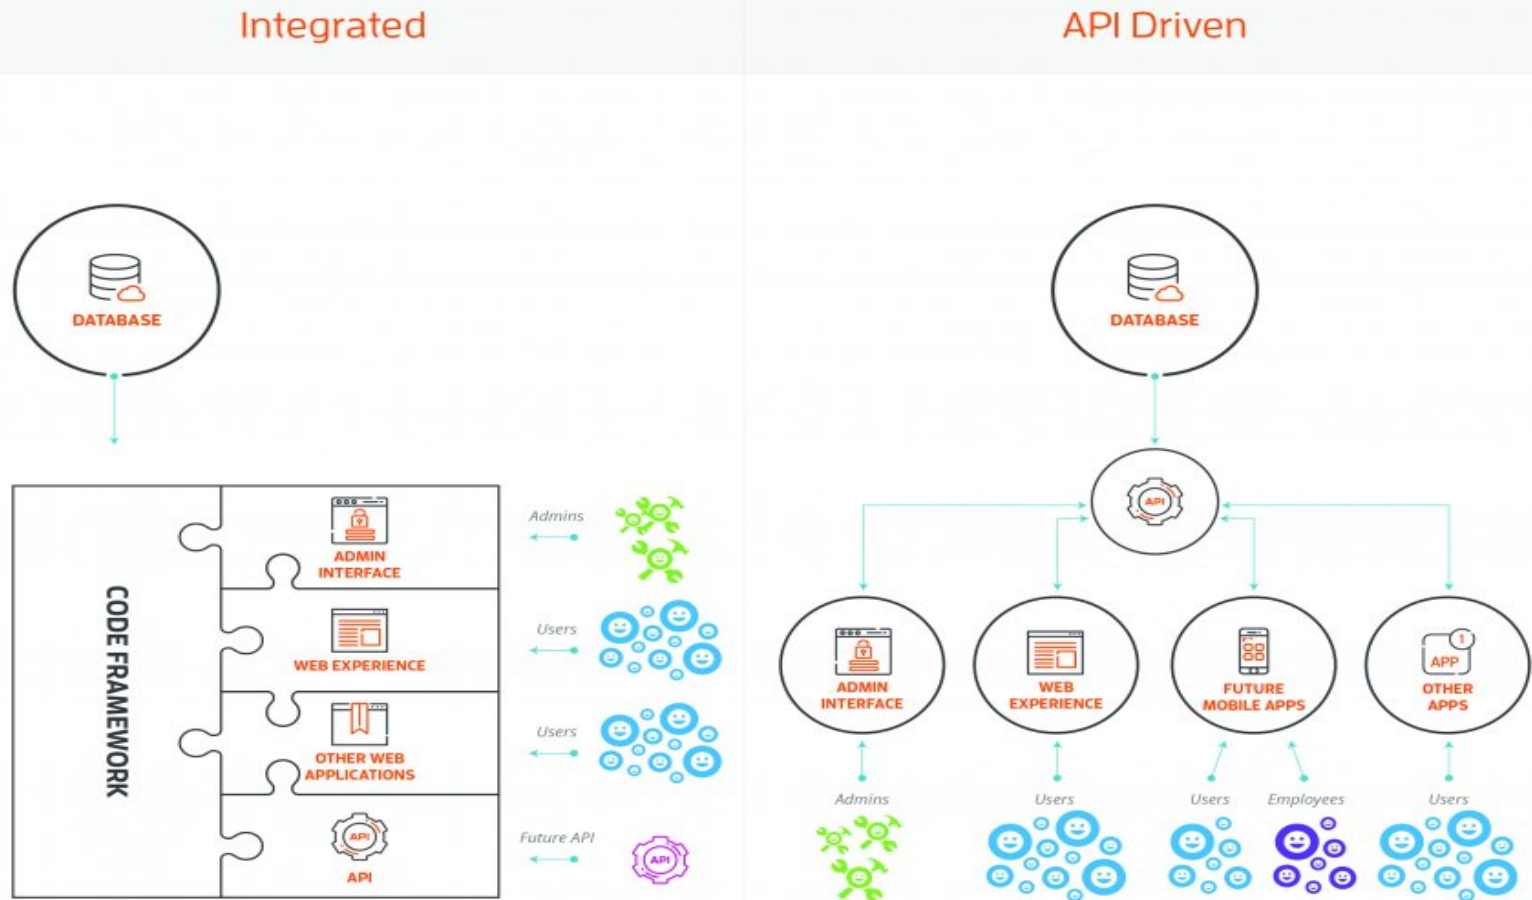 Integrated
DATABASE
CODE FRAMEWORK
ADMIN
INTERFACE
WEB EXPERIENCE
OTHER WEB
APPLICATIONS
API
API
Admins
Users
Users
Future API
API
API Driven
DATABASE
API
ADMIN
INTERFACE
WEB
EXPERIENCE
FUTURE
MOBILE APPS
1
APP
OTHER
APPS
Admins
Users
Users
Employees
Users